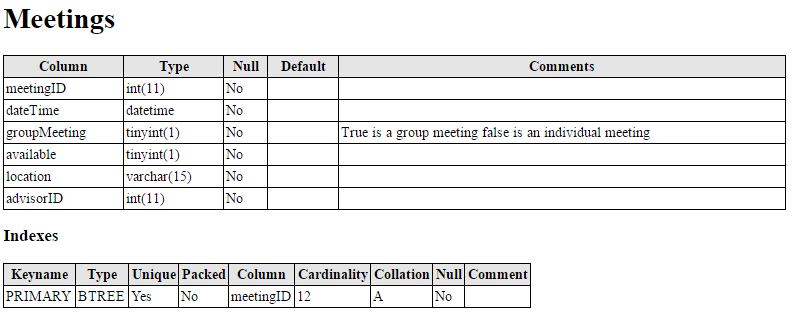 Meetings
Column Type Null Default Comments
meetingID int(11) No
dateTime datetime No
groupMeeting tinyint(1) No True is a group meeting false is an individual meeting
available tinyint(1) No
location varchar(15) No
advisorID int(11) No
Indexes
Keyname Type Unique Packed Column Cardinality Collation Null Comment
PRIMARY BTREE Yes No meetingID 12 A No